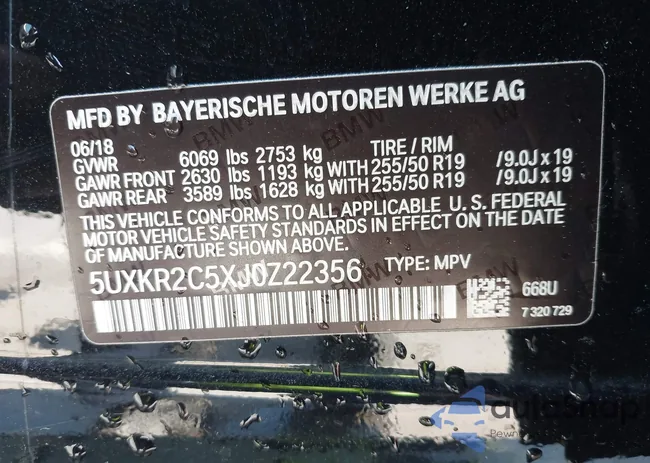 MFD BY BAYERISCHE MOTOREN WERKE AG
06/18 TIRE / RIM
GVWR 6069 lbs 2753 kg
GAWR FRONT 2630 lbs 1193 kg WITH 255/50 R19 /9.0J x 19
GAWR REAR 3589 lbs 1628 kg WITH 255/50 R19 /9.0J x 19
THIS VEHICLE CONFORMS TO ALL APPLICABLE U. S. FEDERAL
MOTOR VEHICLE SAFETY STANDARDS IN EFFECT ON THE DATE
OF MANUFACTURE SHOWN ABOVE.
5UXKR2C5XJ0Z22356 TYPE: MPV
668U
7 320 729